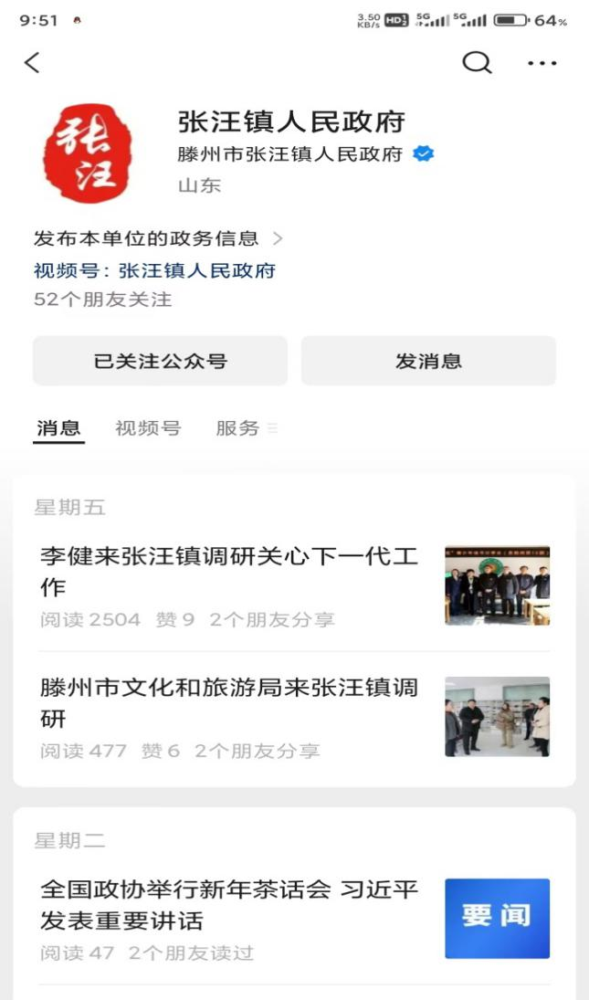 9:51
3.50 KB/s HD 5G 5G 64%
张汪
张汪镇人民政府
滕州市张汪镇人民政府
山东
发布本单位的政务信息
视频号: 张汪镇人民政府
52个朋友关注
已关注公众号 发消息
消息 视频号 服务
星期五
李健来张汪镇调研关心下一代工
作
阅读 2504 赞 9 2个朋友分享
滕州市文化和旅游局来张汪镇调
研
阅读 477 赞 6 2个朋友分享
星期二
全国政协举行新年茶话会 习近平
发表重要讲话
要闻
阅读 47 2个朋友读过